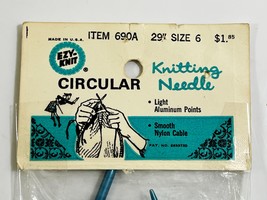 MADE IN U.S.A. ITEM 690A 29" SIZE 6 $1.85
EZY-KNIT
®
CIRCULAR
Knitting Needle
• Light Aluminum Points
• Smooth Nylon Cable